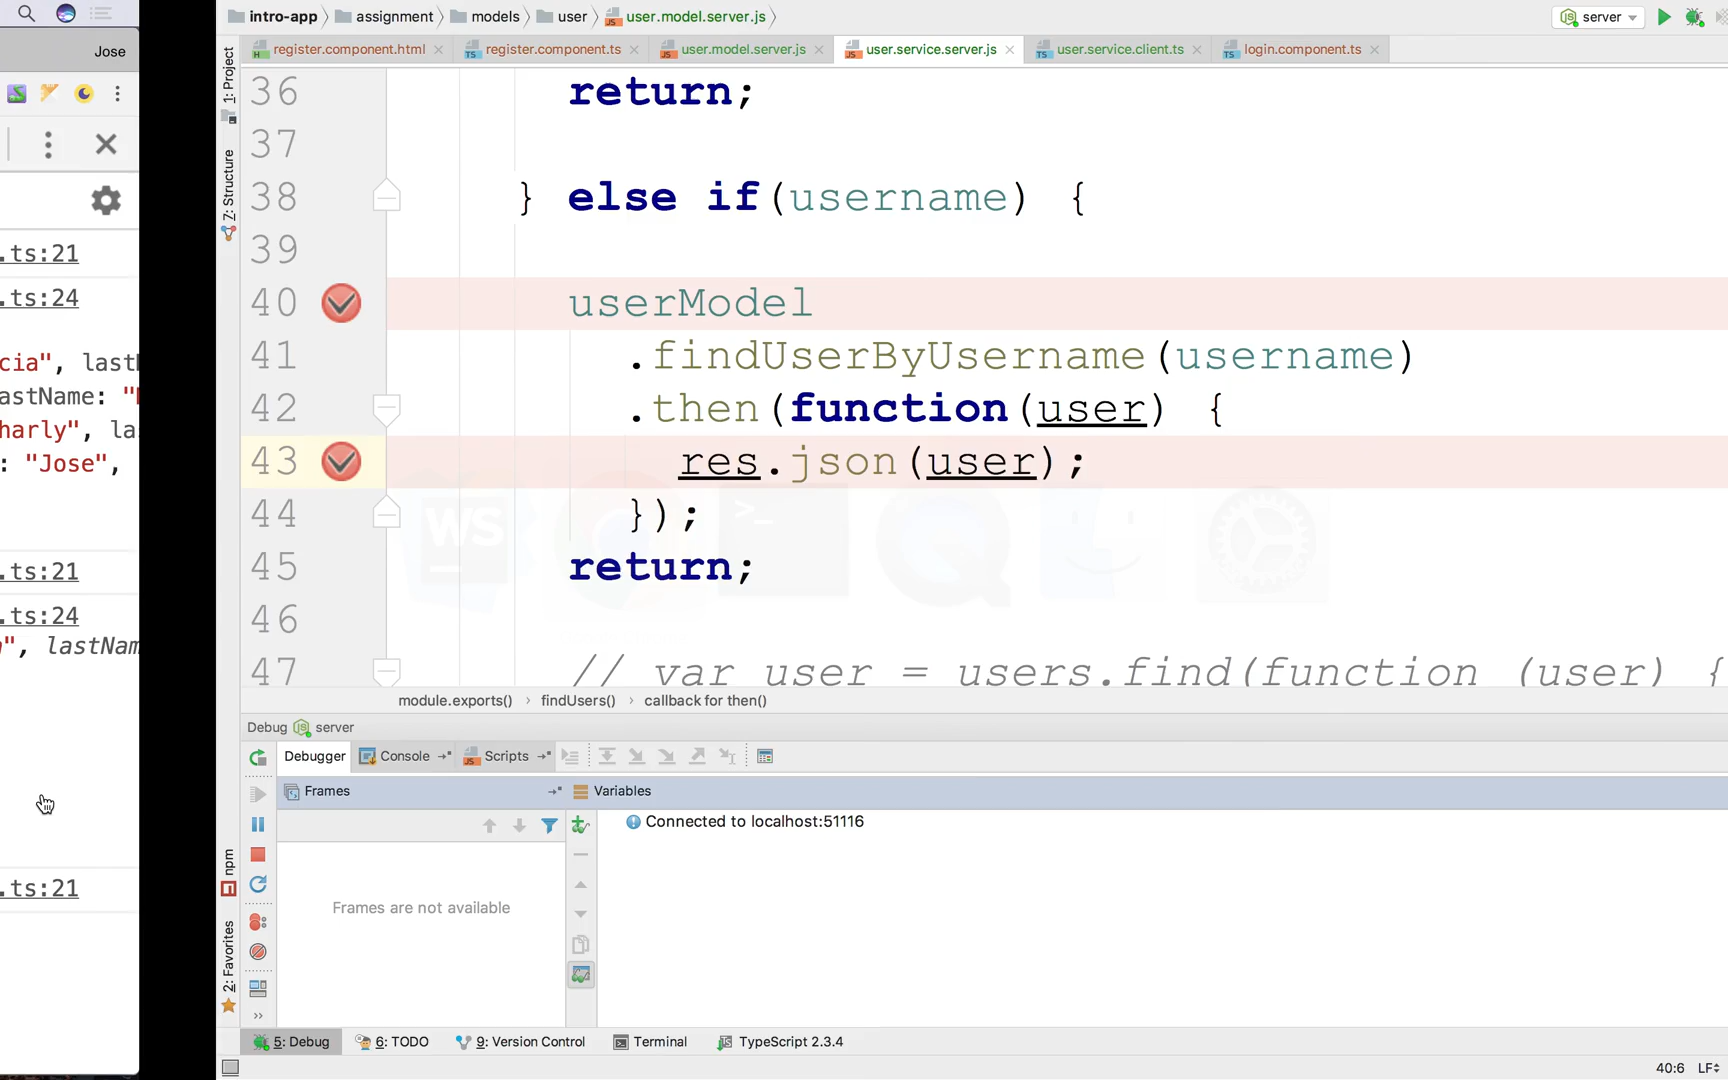 intro-app
assignment
models
user
user.model.server.js
server
Jose
register.component.html
register.component.ts
user.model.server.js
user.service.server.js
user.service.client.ts
login.component.ts
1: Project
7: Structure
npm
2: Favorites
.ts:21
.ts:24
cia", last
astName: "
harly", la
: "Jose",
.ts:21
.ts:24
", lastNam
.ts:21
36 return;
37
38 } else if(username) {
39
40 userModel
41 .findUserByUsername(username)
42 .then(function(user) {
43 res.json(user);
44 });
45 return;
46
47 // var user = users.find(function (user) {
WS
module.exports() › findUsers() › callback for then()
Debug server
Debugger Console Scripts
Frames Variables
Connected to localhost:51116
Frames are not available
5: Debug 6: TODO 9: Version Control Terminal TypeScript 2.3.4
40:6 LF